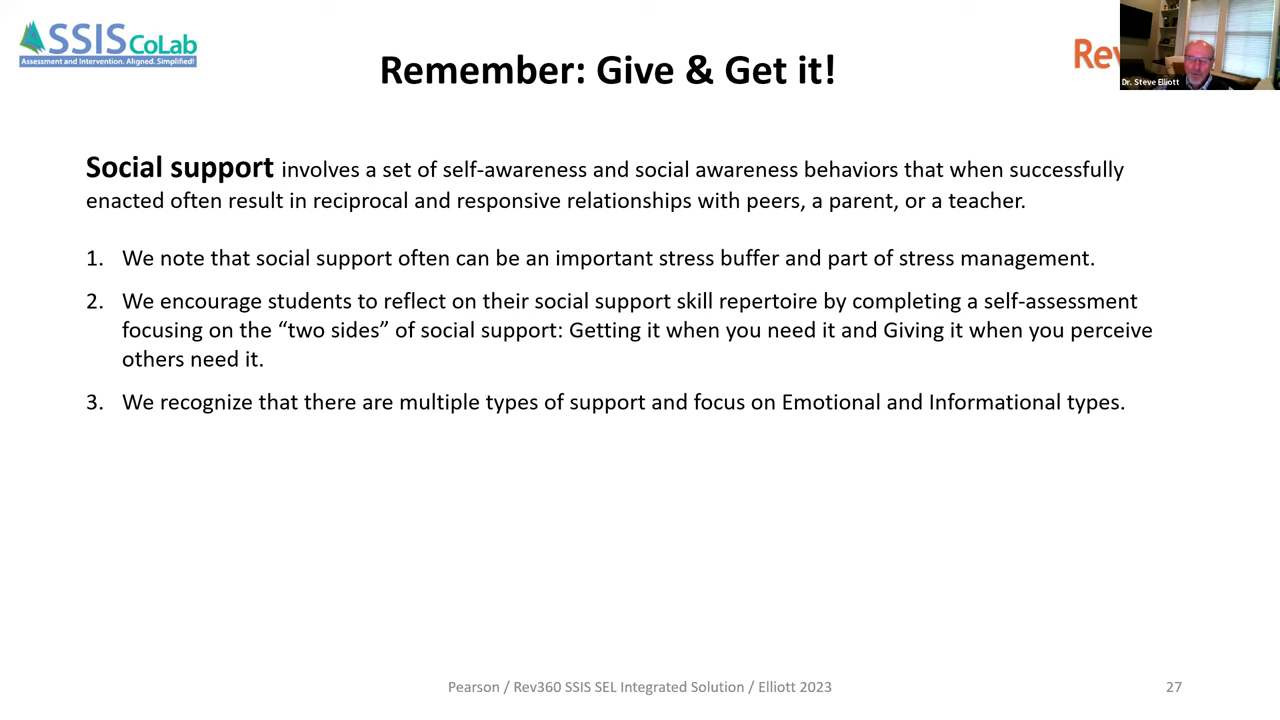 SSIS CoLab
Assessment and Intervention. Aligned. Simplified!
Remember: Give & Get it!
Rev
Dr. Steve Elliott
Social support involves a set of self-awareness and social awareness behaviors that when successfully
enacted often result in reciprocal and responsive relationships with peers, a parent, or a teacher.
1. We note that social support often can be an important stress buffer and part of stress management.
2. We encourage students to reflect on their social support skill repertoire by completing a self-assessment
focusing on the “two sides” of social support: Getting it when you need it and Giving it when you perceive
others need it.
3. We recognize that there are multiple types of support and focus on Emotional and Informational types.
Pearson / Rev360 SSIS SEL Integrated Solution / Elliott 2023
27